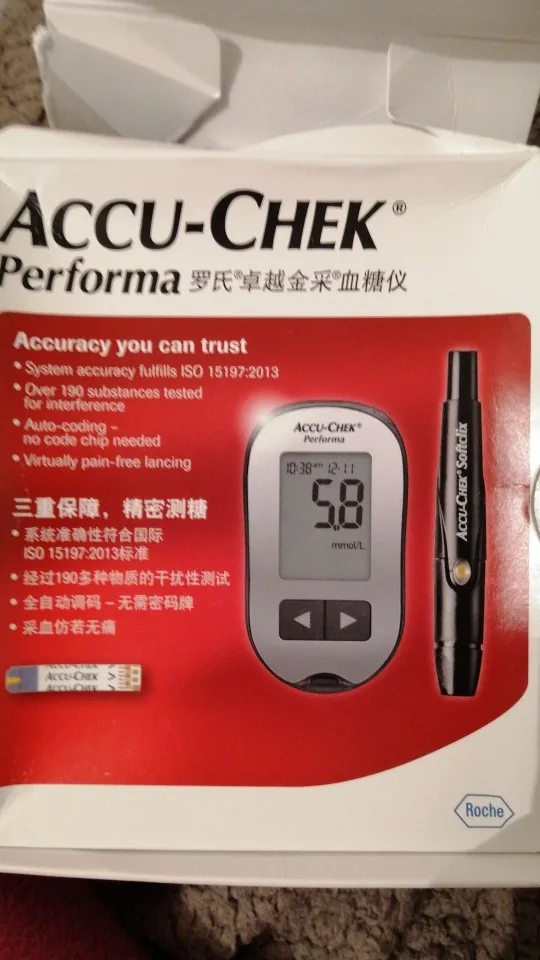 ACCU-CHEK®
Performa 罗氏®卓越金采®血糖仪
Accuracy you can trust
• System accuracy fulfills ISO 15197:2013
• Over 190 substances tested
for interference
• Auto-coding –
no code chip needed
• Virtually pain-free lancing
三重保障，精密测糖
• 系统准确性符合国际
ISO 15197:2013标准
• 经过190多种物质的干扰性测试
• 全自动调码 – 无需密码牌
• 采血仿若无痛
ACCU-CHEK®
Performa
10:38am 12-11
5.8
mmol/L
ACCU-CHEK® Softclix
ACCU-CHEK
ACCU-CHEK
ACCU-CHEK
Roche